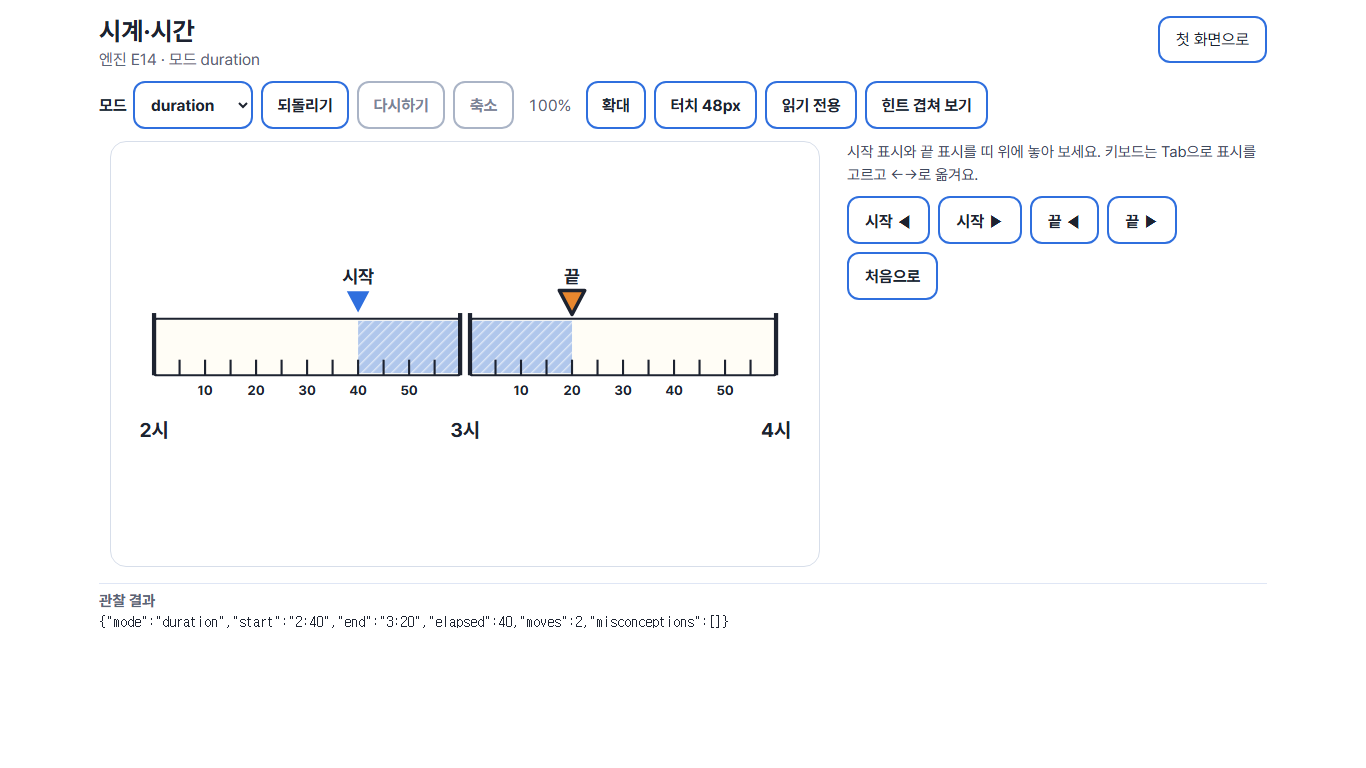 시계·시간
엔진 E14 · 모드 duration
첫 화면으로
모드 duration 되돌리기 다시하기 축소 100% 확대 터치 48px 읽기 전용 힌트 겹쳐 보기
시작 표시와 끝 표시를 띠 위에 놓아 보세요. 키보드는 Tab으로 표시를
고르고 ←→로 옮겨요.
시작 ◀ 시작 ▶ 끝 ◀ 끝 ▶
처음으로
시작 끝
10 20 30 40 50 10 20 30 40 50
2시 3시 4시
관찰 결과
{"mode":"duration","start":"2:40","end":"3:20","elapsed":40,"moves":2,"misconceptions":[]}